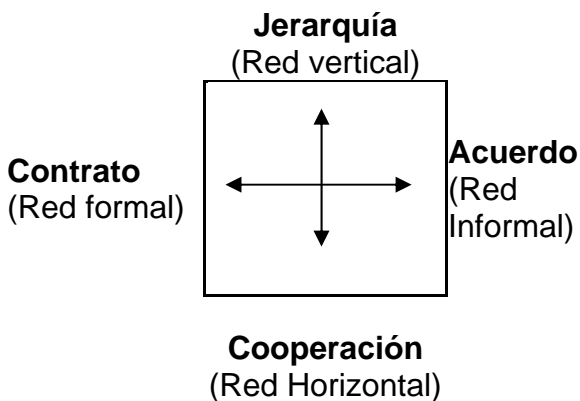 Jerarquía
(Red vertical)
Contrato
(Red formal)
Acuerdo
(Red
Informal)
Cooperación
(Red Horizontal)